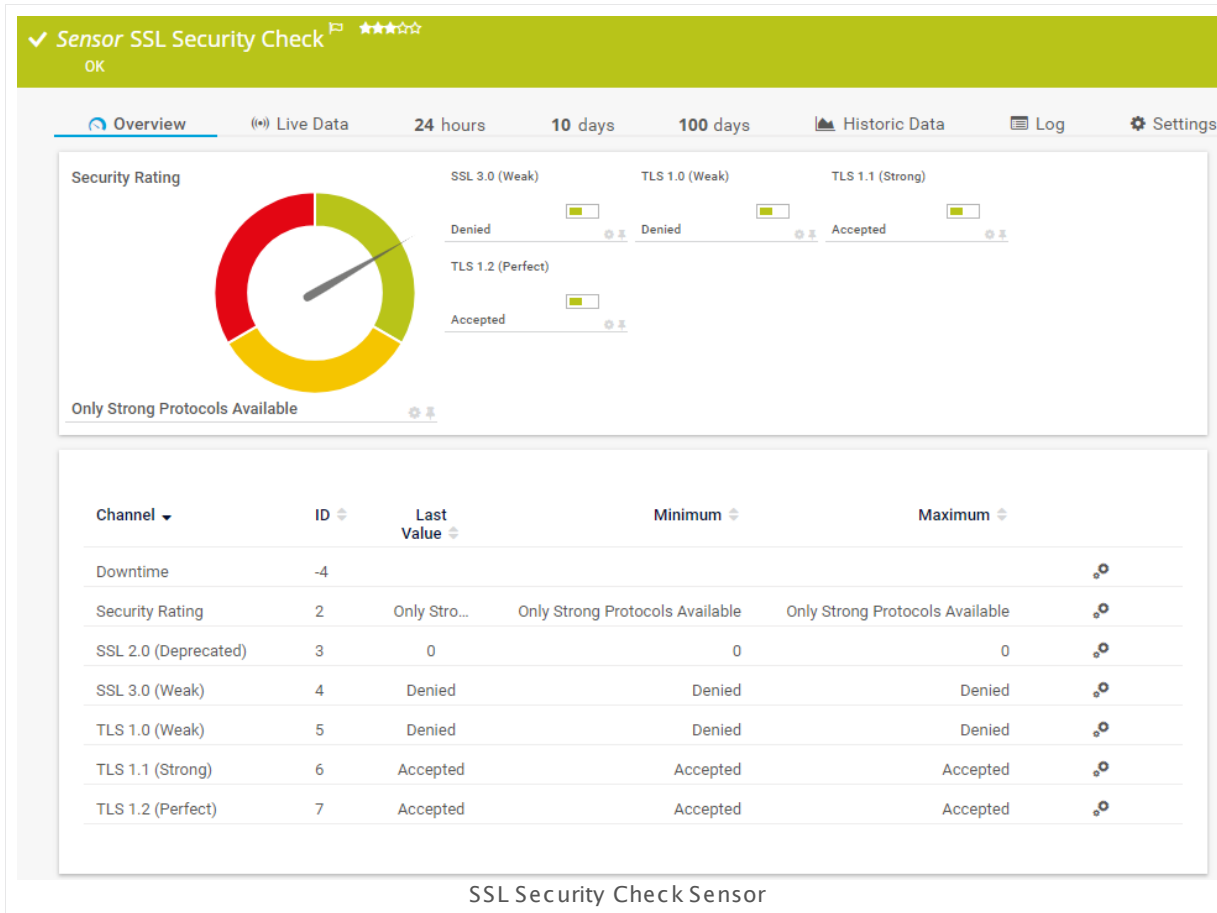 Sensor SSL Security Check
OK
Overview Live Data 24 hours 10 days 100 days Historic Data Log Settings
Security Rating
Only Strong Protocols Available
SSL 3.0 (Weak)
Denied
TLS 1.0 (Weak)
Denied
TLS 1.1 (Strong)
Accepted
TLS 1.2 (Perfect)
Accepted
Channel ID Last Value Minimum Maximum
Downtime -4
Security Rating 2 Only Stro... Only Strong Protocols Available Only Strong Protocols Available
SSL 2.0 (Deprecated) 3 0 0 0
SSL 3.0 (Weak) 4 Denied Denied Denied
TLS 1.0 (Weak) 5 Denied Denied Denied
TLS 1.1 (Strong) 6 Accepted Accepted Accepted
TLS 1.2 (Perfect) 7 Accepted Accepted Accepted
SSL Security Check Sensor